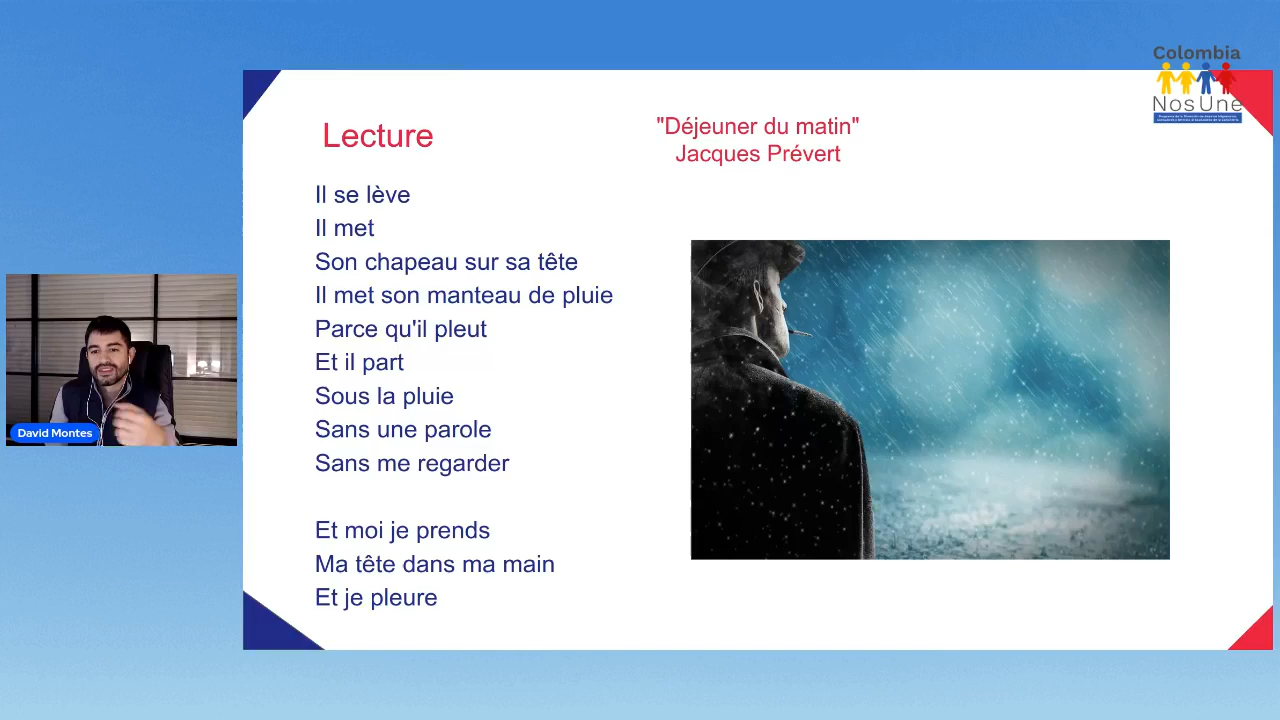 Colombia
NosUne
Lecture
"Déjeuner du matin"
Jacques Prévert
Il se lève
Il met
Son chapeau sur sa tête
Il met son manteau de pluie
Parce qu'il pleut
Et il part
Sous la pluie
Sans une parole
Sans me regarder
Et moi je prends
Ma tête dans ma main
Et je pleure
David Montes